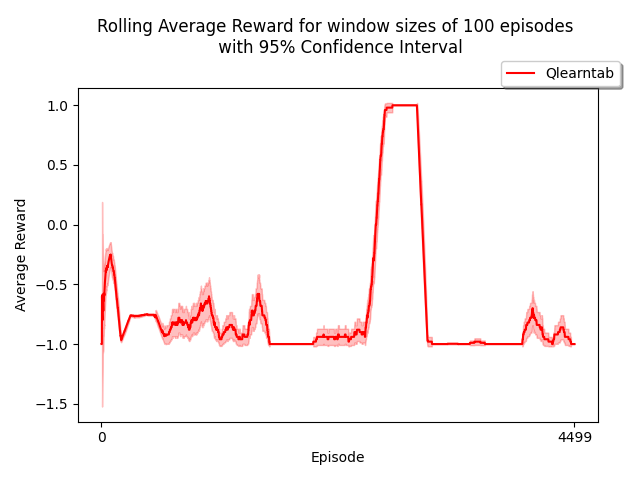 Rolling Average Reward for window sizes of 100 episodes
with 95% Confidence Interval
Qlearntab
1.0
0.5
0.0
−0.5
−1.0
−1.5
Average Reward
0
4499
Episode